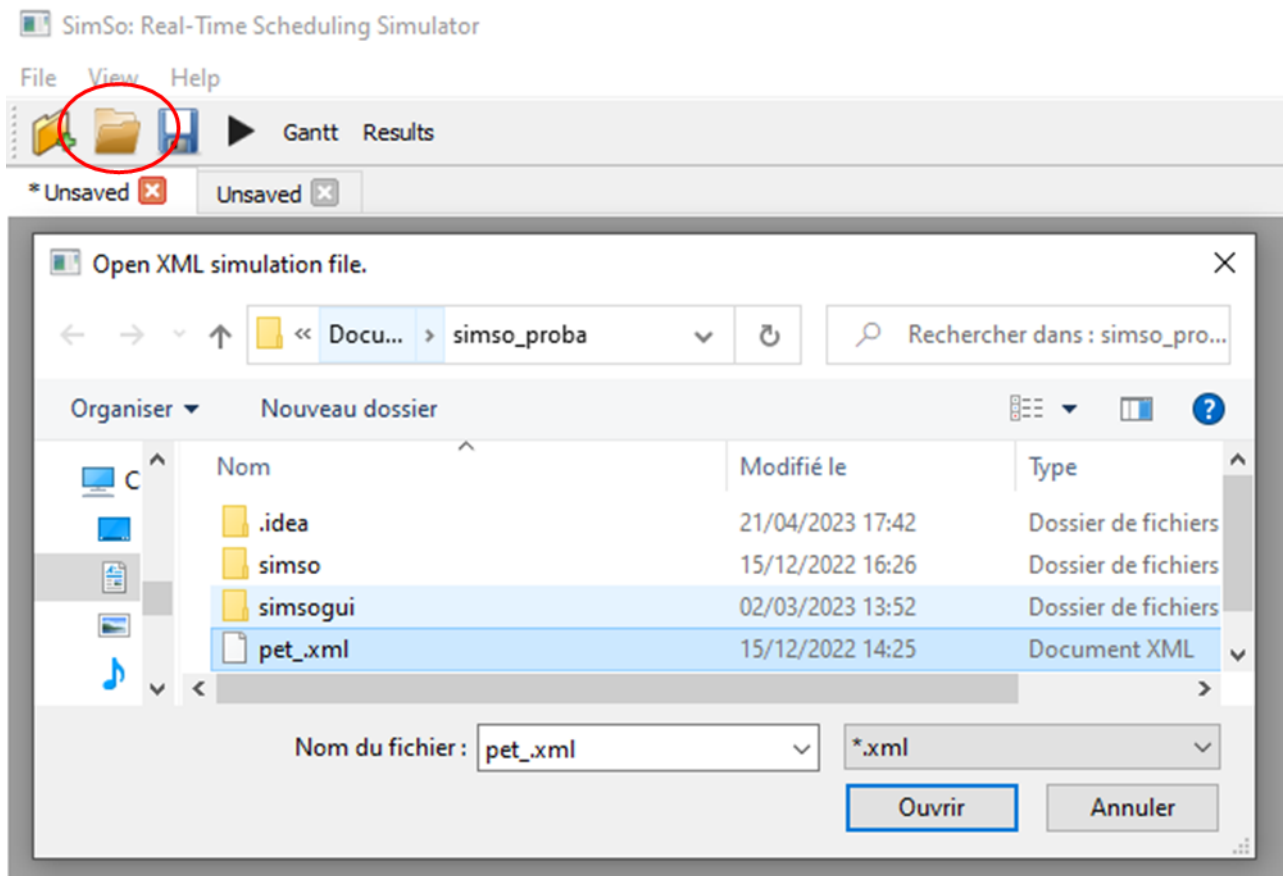 SimSo: Real-Time Scheduling Simulator
File View Help
Gantt Results
* Unsaved Unsaved
Open XML simulation file.
« Docu... › simso_proba Rechercher dans : simso_pro...
Organiser Nouveau dossier ?
C Nom Modifié le Type
.idea 21/04/2023 17:42 Dossier de fichiers
simso 15/12/2022 16:26 Dossier de fichiers
simsogui 02/03/2023 13:52 Dossier de fichiers
pet_.xml 15/12/2022 14:25 Document XML
Nom du fichier : pet_.xml *.xml
Ouvrir Annuler